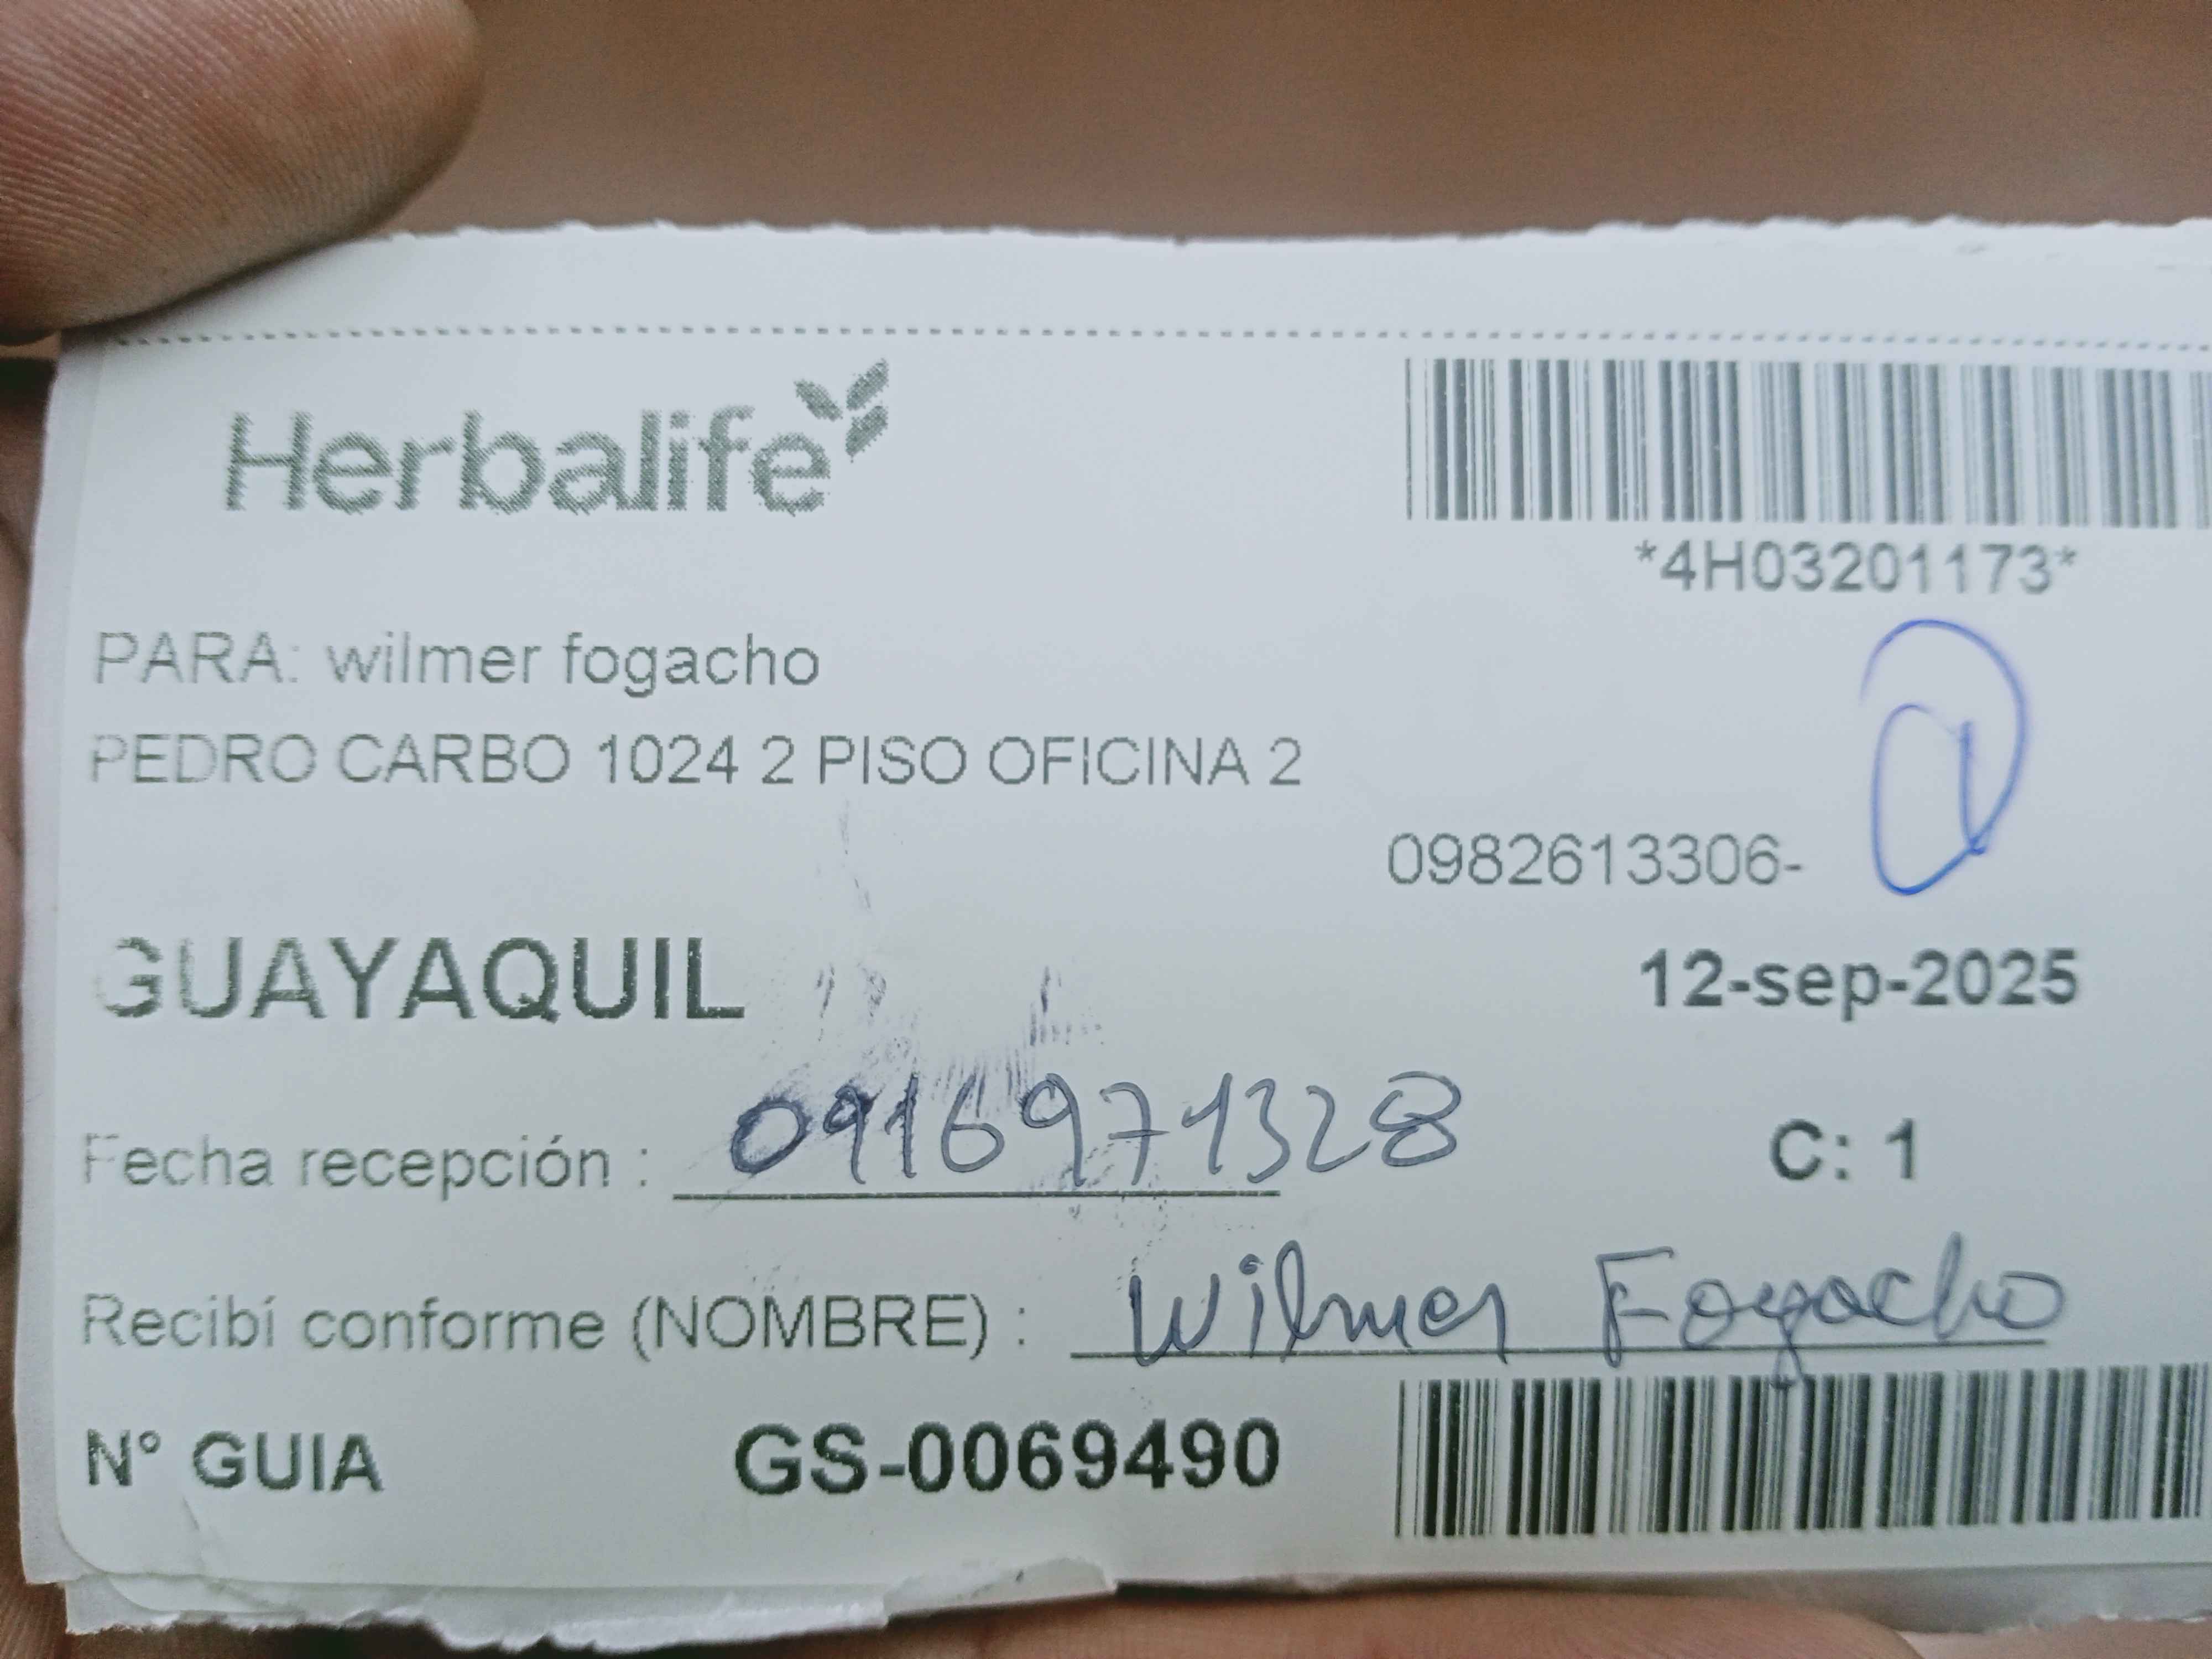 Herbalife
*4H03201173*
PARA: wilmer fogacho
PEDRO CARBO 1024 2 PISO OFICINA 2
0982613306-
GUAYAQUIL
12-sep-2025
Fecha recepción : 0916971328
C: 1
Recibí conforme (NOMBRE) : Wilmer Fogacho
N° GUIA GS-0069490